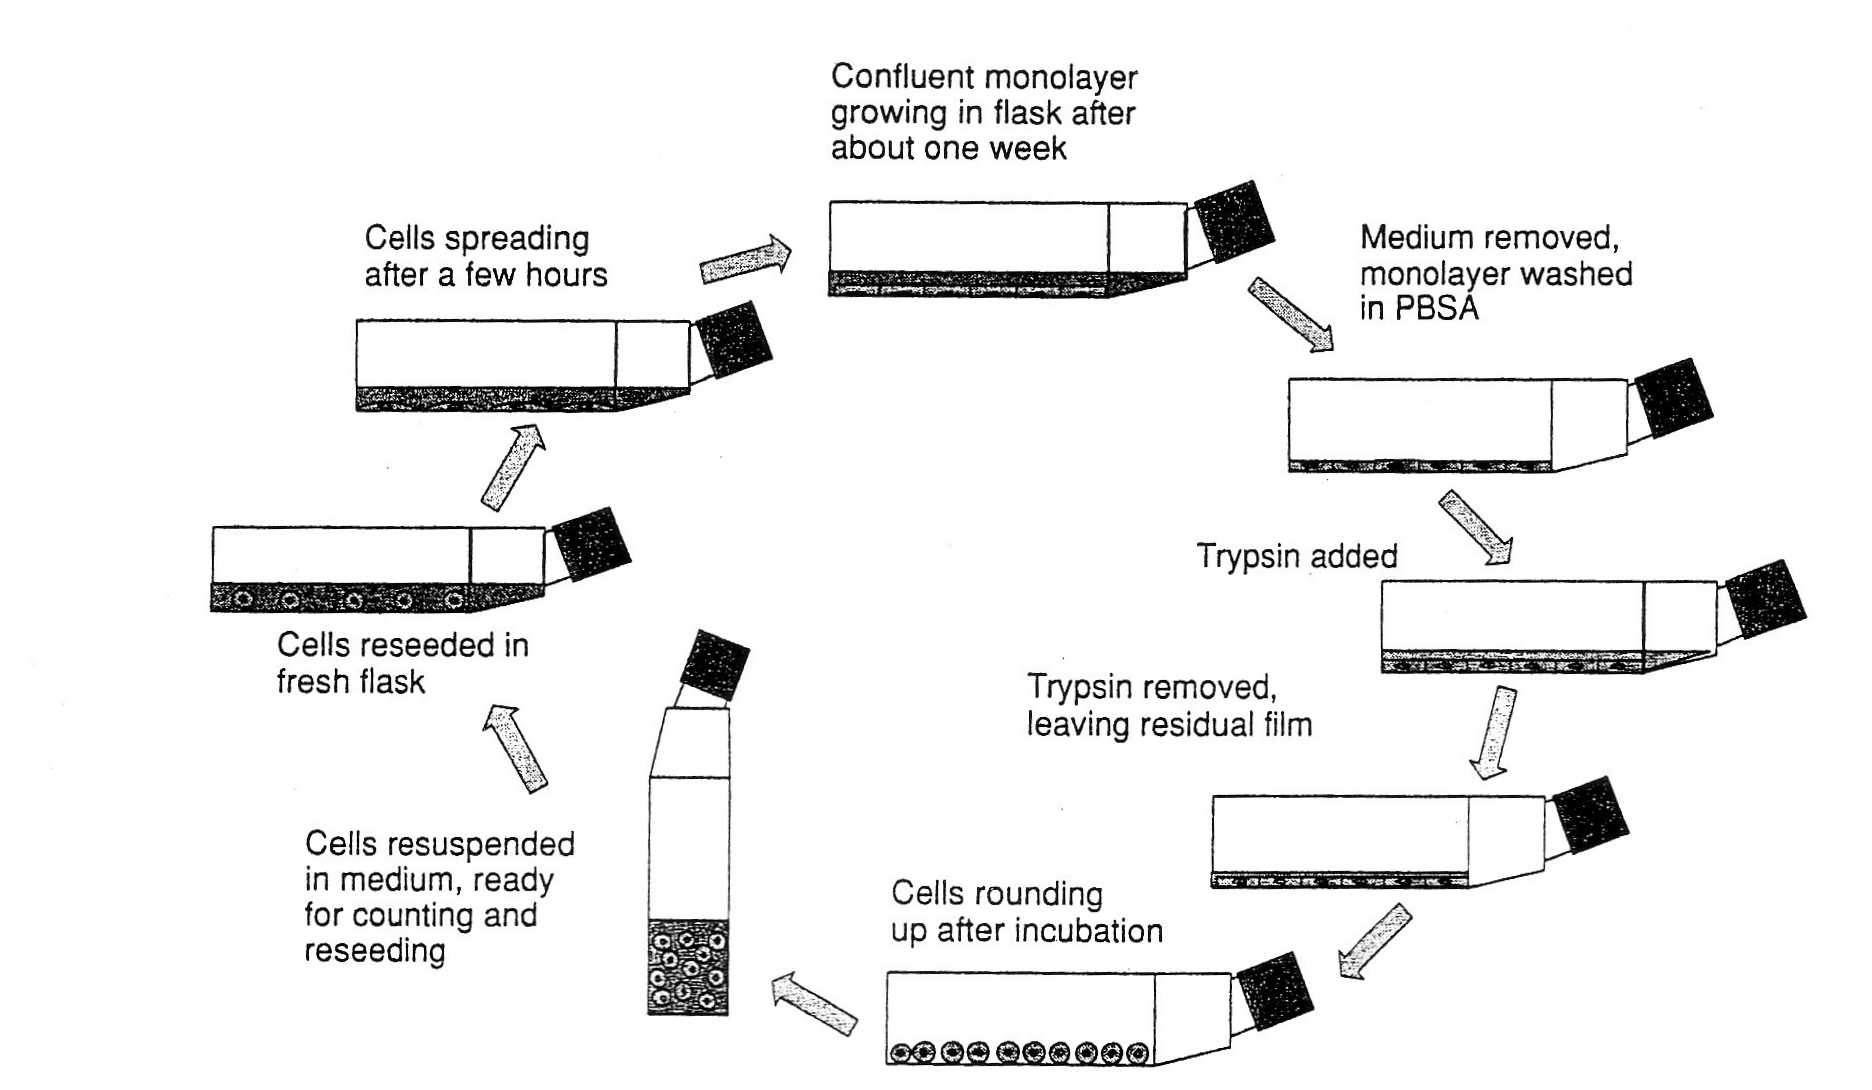 Confluent monolayer
growing in flask after
about one week
Medium removed,
monolayer washed
in PBSA
Trypsin added
Trypsin removed,
leaving residual film
Cells rounding
up after incubation
Cells resuspended
in medium, ready
for counting and
reseeding
Cells reseeded in
fresh flask
Cells spreading
after a few hours